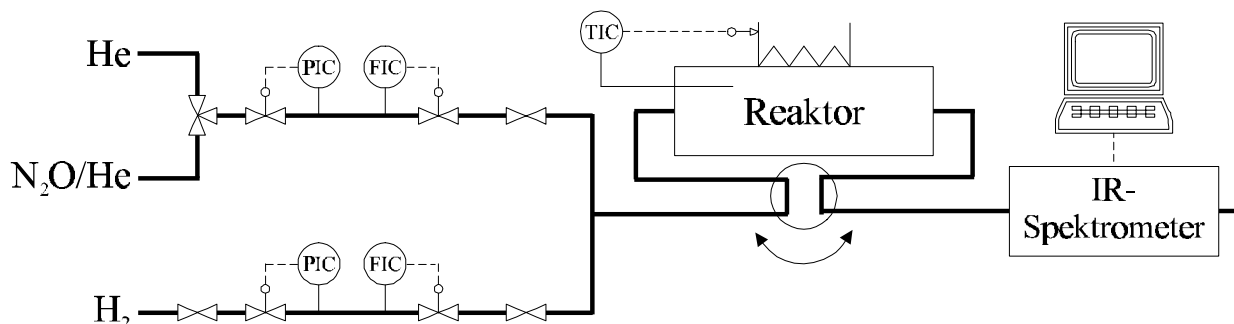 He
PIC
FIC
N₂O/He
H₂
PIC
FIC
TIC
Reaktor
IR-
Spektrometer